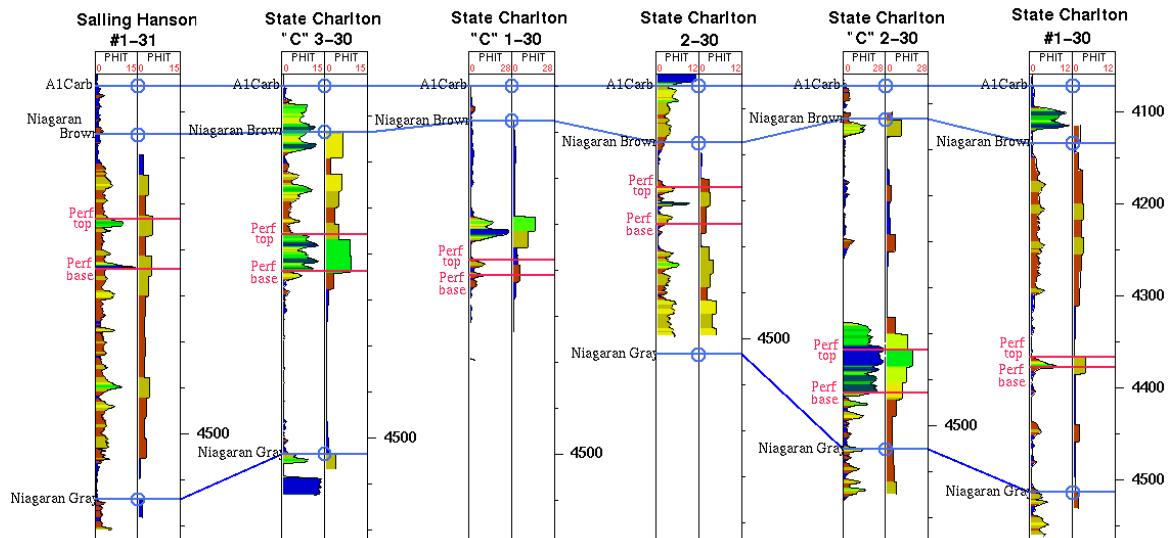 Salling Hanson
#1-31
State Charlton
"C" 3-30
State Charlton
"C" 1-30
State Charlton
2-30
State Charlton
"C" 2-30
State Charlton
#1-30
PHIT PHIT
0 15 0 15
PHIT PHIT
0 15 0 15
PHIT PHIT
0 28 0 28
PHIT PHIT
0 12 0 12
PHIT PHIT
0 28 0 28
PHIT PHIT
0 12 0 12
A1Carb
A1Carb
A1Carb
A1Carb
A1Carb
A1Carb
Niagaran
Brown
Niagaran Brown
Niagaran Brown
Niagaran Brown
Niagaran Brown
Niagaran Brown
Perf
top
Perf
base
Perf
top
Perf
base
Perf
top
Perf
base
Perf
top
Perf
base
Perf
top
Perf
base
Perf
top
Perf
base
Niagaran Gray
Niagaran Gray
Niagaran Gray
Niagaran Gray
Niagaran Gray
4500
4500
4500
4500
4500
4100
4200
4300
4400
4500